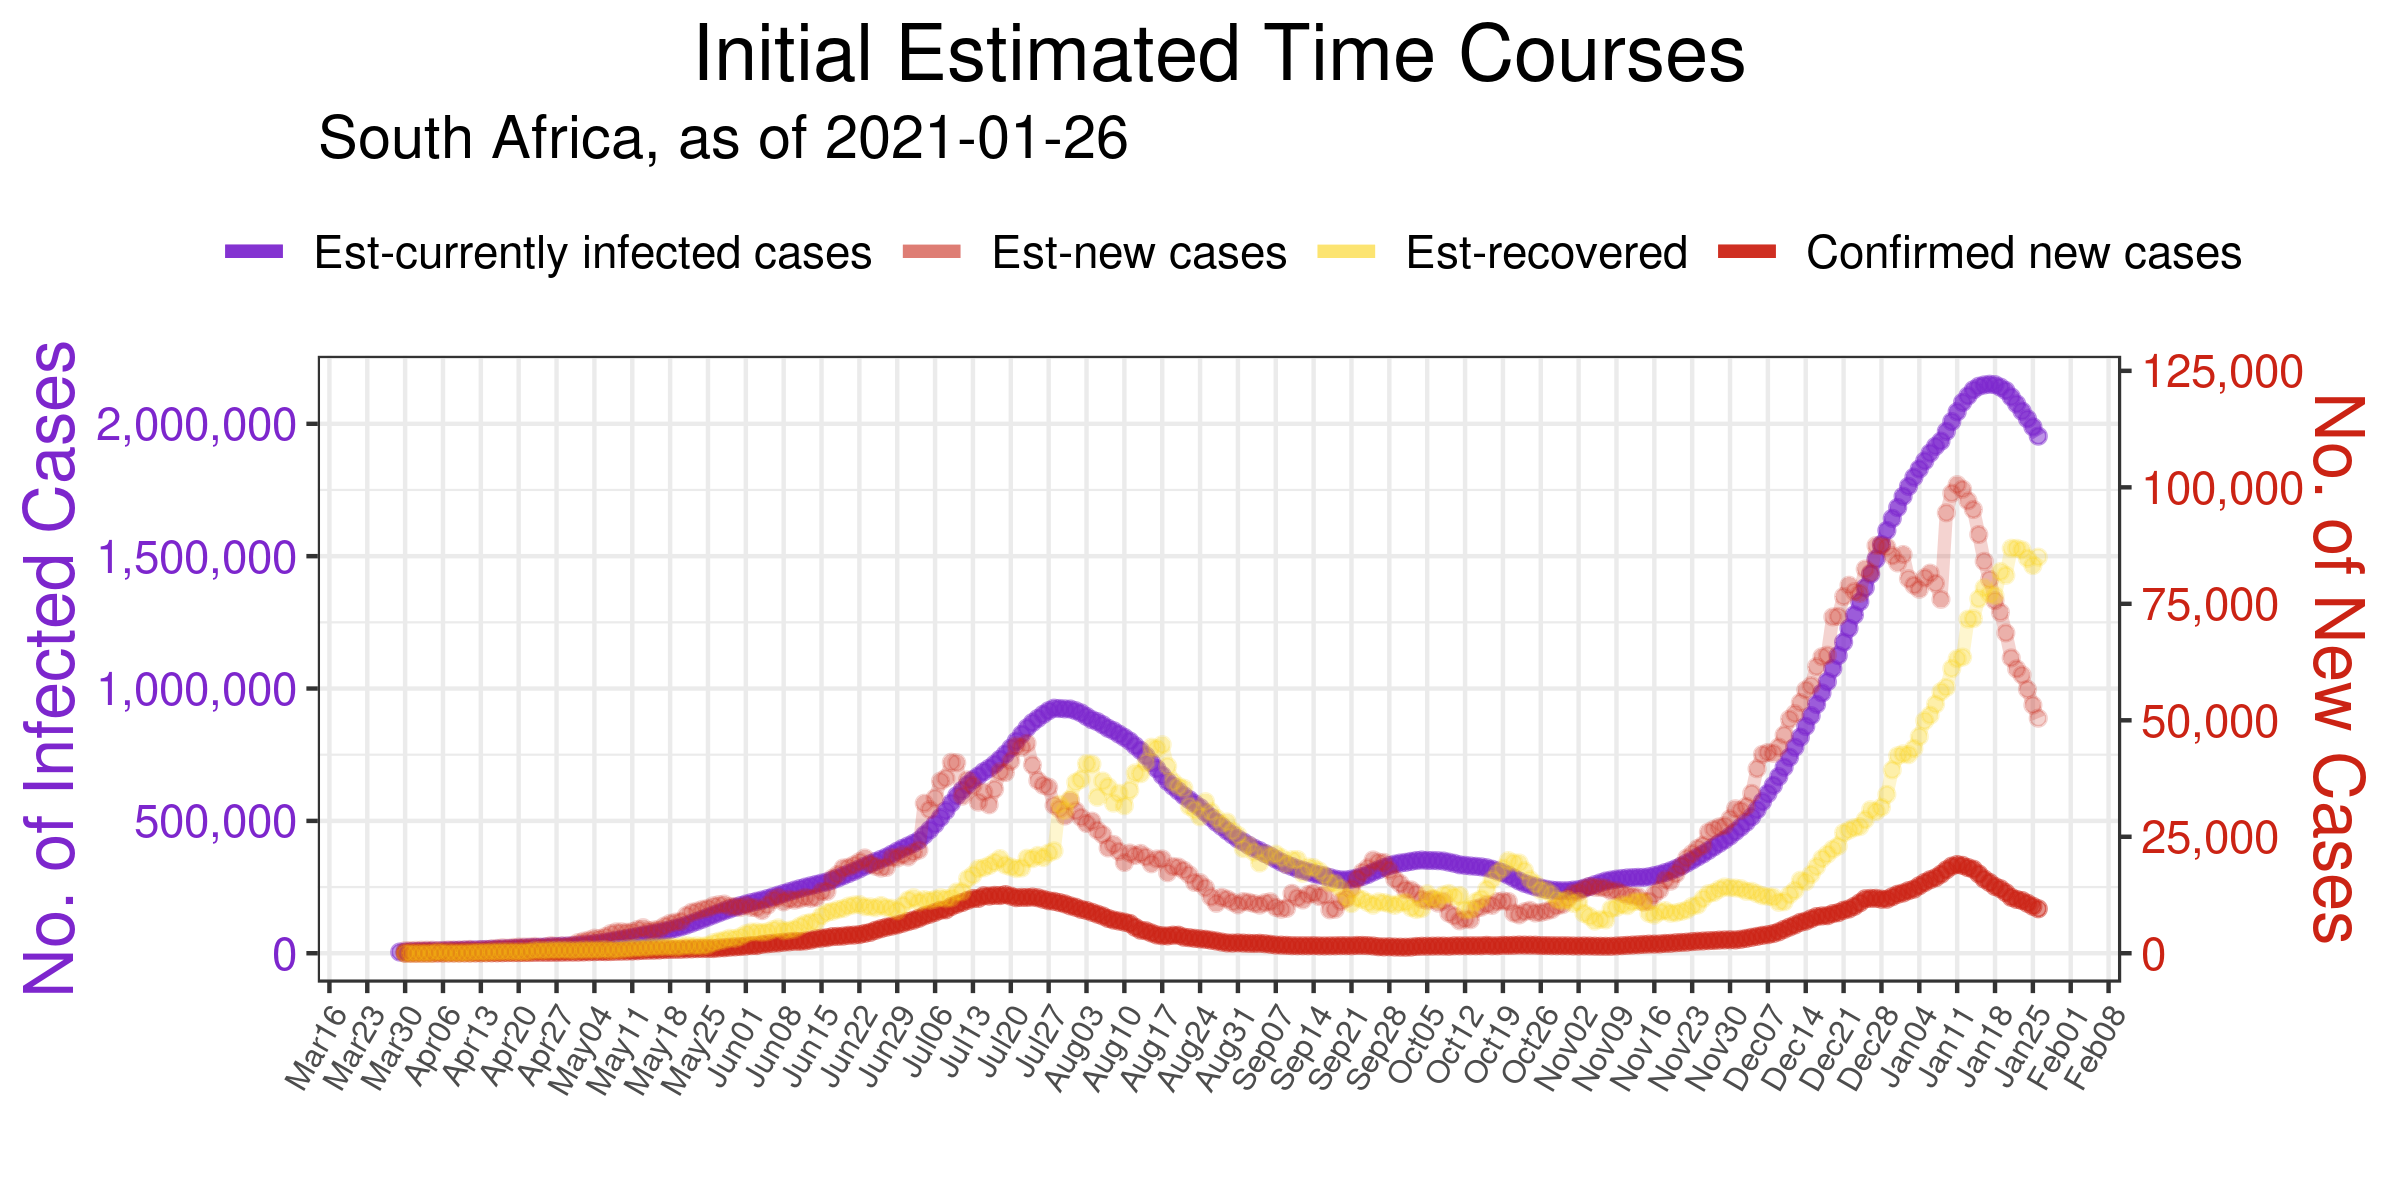 Initial Estimated Time Courses
South Africa, as of 2021-01-26
Est-currently infected cases Est-new cases Est-recovered Confirmed new cases
No. of Infected Cases
2,000,000
1,500,000
1,000,000
500,000
0
125,000
100,000
75,000
50,000
25,000
0
No. of New Cases
Mar16 Mar23 Mar30 Apr06 Apr13 Apr20 Apr27 May04 May11 May18 May25 Jun01 Jun08 Jun15 Jun22 Jun29 Jul06 Jul13 Jul20 Jul27 Aug03 Aug10 Aug17 Aug24 Aug31 Sep07 Sep14 Sep21 Sep28 Oct05 Oct12 Oct19 Oct26 Nov02 Nov09 Nov16 Nov23 Nov30 Dec07 Dec14 Dec21 Dec28 Jan04 Jan11 Jan18 Jan25 Feb01 Feb08